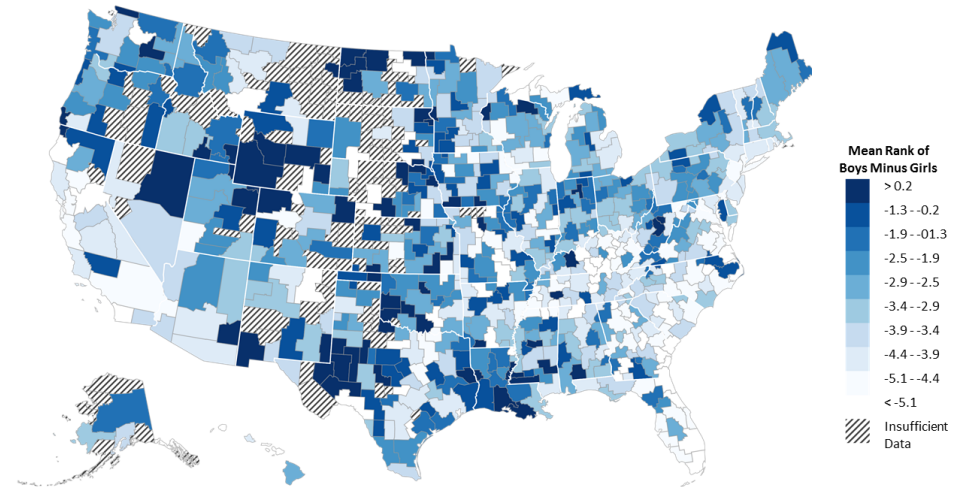 Mean Rank of
Boys Minus Girls
> 0.2
-1.3 - -0.2
-1.9 - -01.3
-2.5 - -1.9
-2.9 - -2.5
-3.4 - -2.9
-3.9 - -3.4
-4.4 - -3.9
-5.1 - -4.4
< -5.1
Insufficient
Data